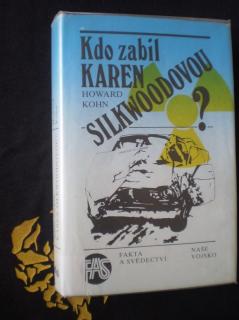 Kdo zabil
KAREN
HOWARD
KOHN
SILKWOODOVOU
?
FAS
FAKTA
A SVĚDECTVÍ
NAŠE
VOJSKO